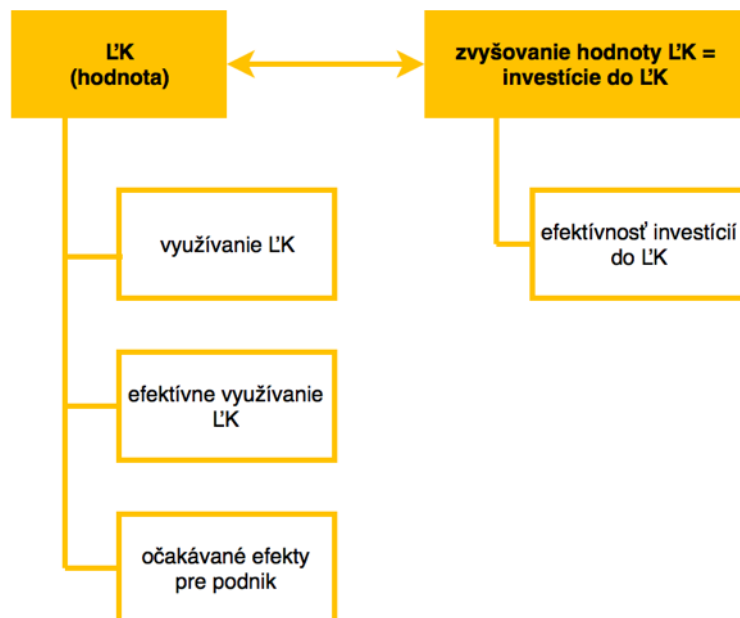 ĽK
(hodnota)
zvyšovanie hodnoty ĽK =
investície do ĽK
využívanie ĽK
efektívnosť investícií
do ĽK
efektívne využívanie
ĽK
očakávané efekty
pre podnik